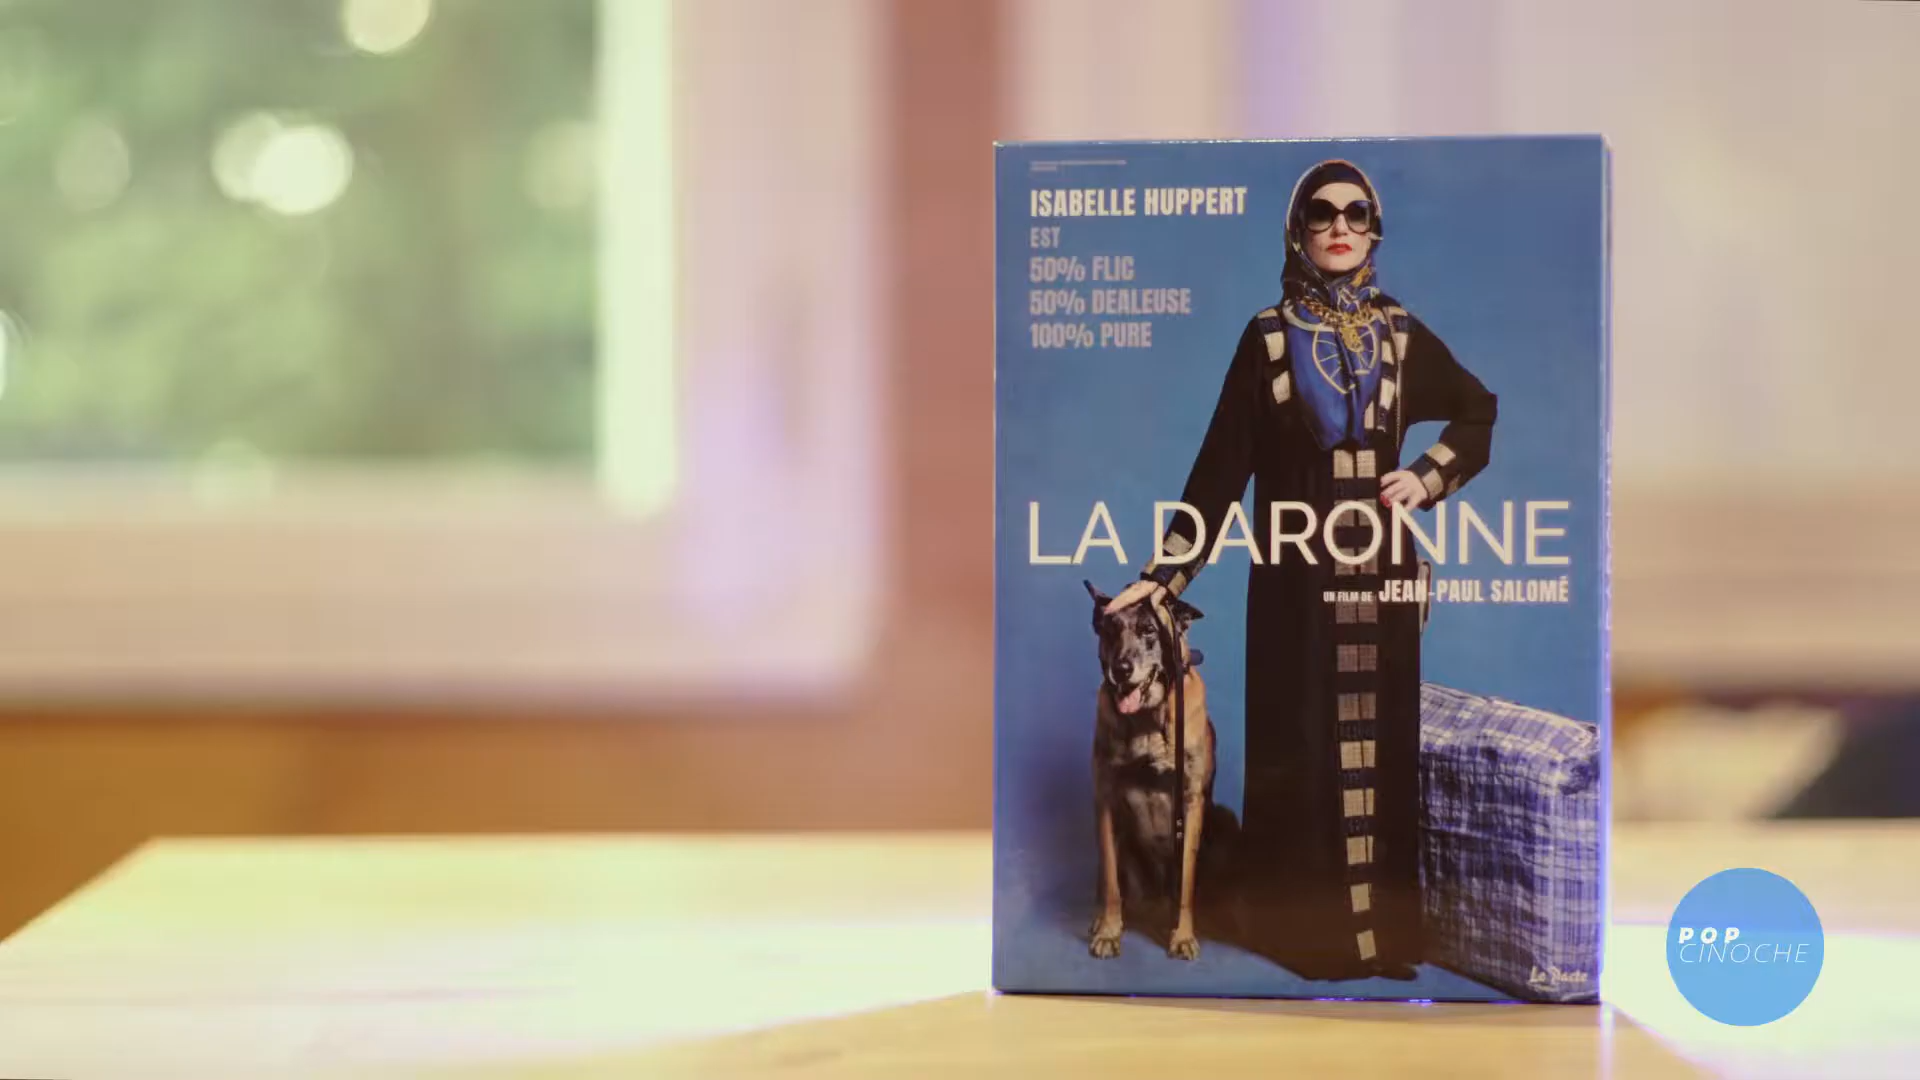 ISABELLE HUPPERT
EST
50% FLIC
50% DEALEUSE
100% PURE
LA DARONNE
UN FILM DE JEAN-PAUL SALOMÉ
Le Pacte
POP
CINOCHE